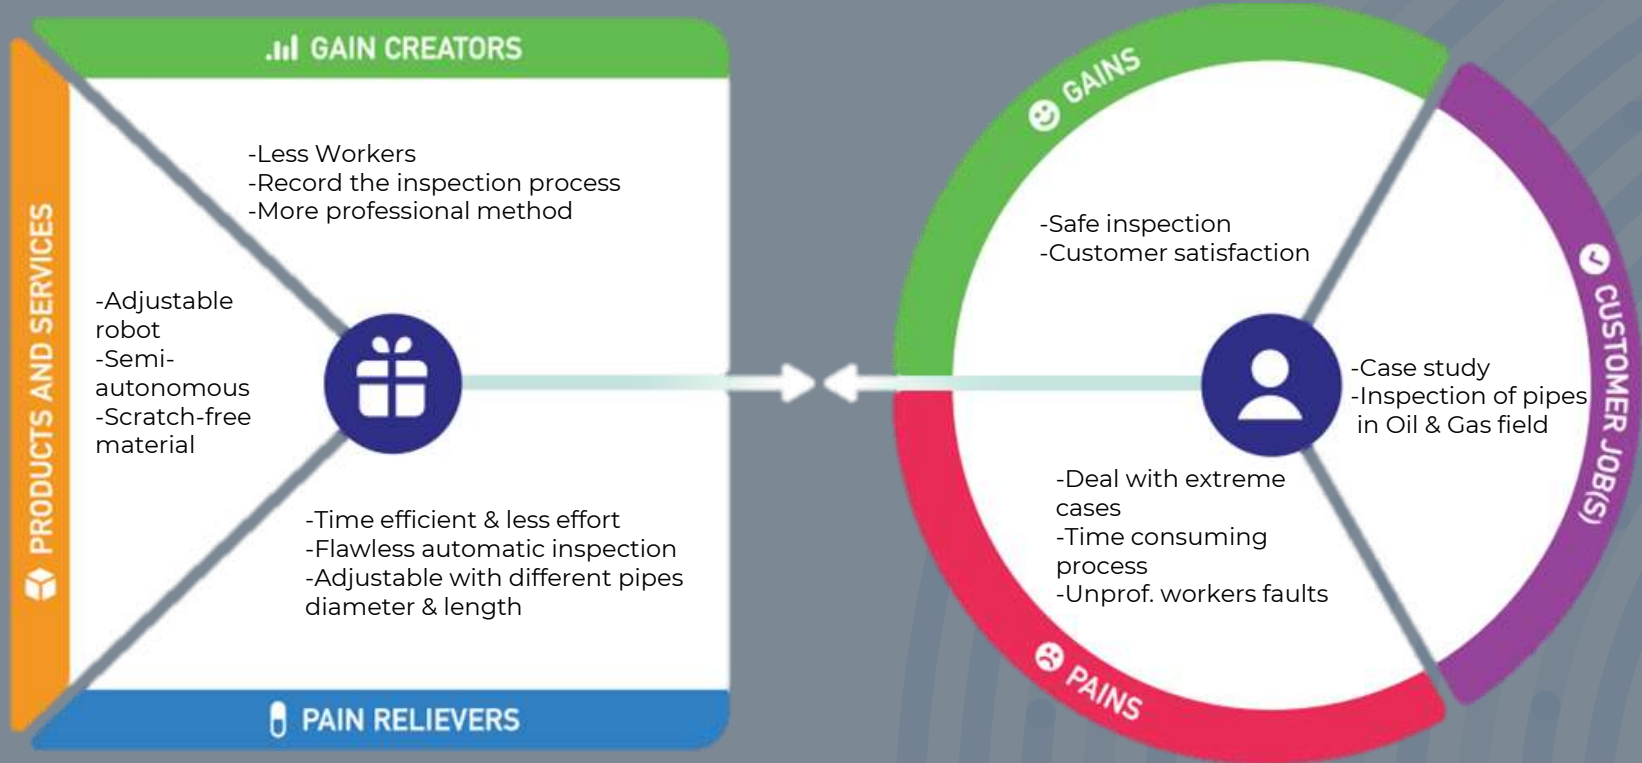 GAIN CREATORS
-Less Workers
-Record the inspection process
-More professional method
PRODUCTS AND SERVICES
-Adjustable
robot
-Semi-
autonomous
-Scratch-free
material
-Time efficient & less effort
-Flawless automatic inspection
-Adjustable with different pipes
diameter & length
PAIN RELIEVERS
GAINS
-Safe inspection
-Customer satisfaction
CUSTOMER JOB(S)
-Case study
-Inspection of pipes
in Oil & Gas field
-Deal with extreme
cases
-Time consuming
process
-Unprof. workers faults
PAINS